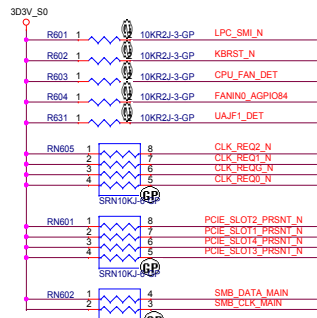 3D3V_S0
R601 1 2 10KR2J-3-GP LPC_SMI_N
R602 1 2 10KR2J-3-GP KBRST_N
R603 1 2 10KR2J-3-GP CPU_FAN_DET
R604 1 2 10KR2J-3-GP FANIN0_AGPIO84
R631 1 2 10KR2J-3-GP UAJF1_DET
RN605 1 8 CLK_REQ2_N
2 7 CLK_REQ1_N
3 6 CLK_REQG_N
4 5 CLK_REQ0_N
SRN10KJ-6-GP
RN601 1 8 PCIE_SLOT2_PRSNT_N
2 7 PCIE_SLOT1_PRSNT_N
3 6 PCIE_SLOT4_PRSNT_N
4 5 PCIE_SLOT3_PRSNT_N
SRN10KJ-6-GP
RN602 1 4 SMB_DATA_MAIN
2 3 SMB_CLK_MAIN